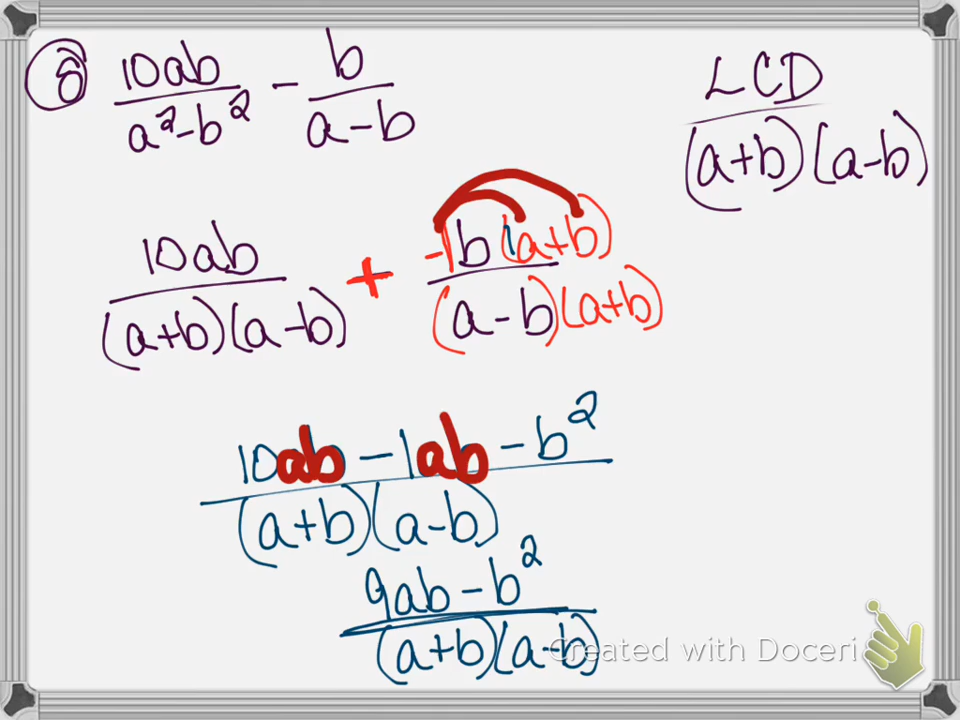 8 10ab/(a²-b²) - b/(a-b)
LCD
(a+b)(a-b)
10ab/((a+b)(a-b)) + -1b(a+b)/((a-b)(a+b))
10ab - 1ab - b²
(a+b)(a-b)
9ab - b²
(a+b)(a-b)
Created with Doceri